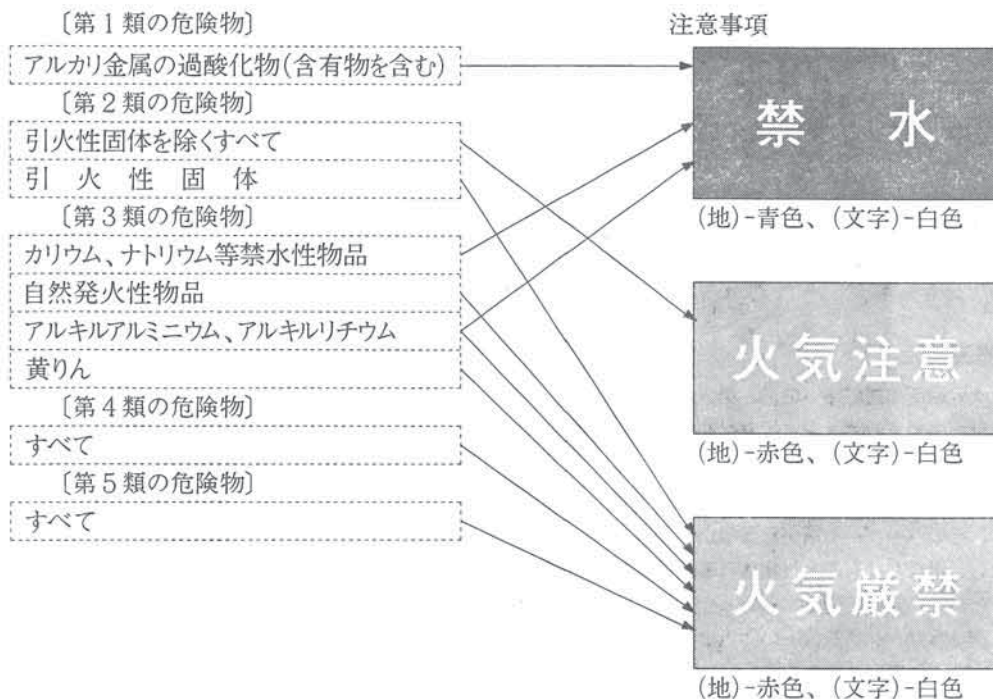 〔第1類の危険物〕
アルカリ金属の過酸化物(含有物を含む)
〔第2類の危険物〕
引火性固体を除くすべて
引火性固体
〔第3類の危険物〕
カリウム、ナトリウム等禁水性物品
自然発火性物品
アルキルアルミニウム、アルキルリチウム
黄りん
〔第4類の危険物〕
すべて
〔第5類の危険物〕
すべて
注意事項
禁水
(地)-青色、(文字)-白色
火気注意
(地)-赤色、(文字)-白色
火気厳禁
(地)-赤色、(文字)-白色